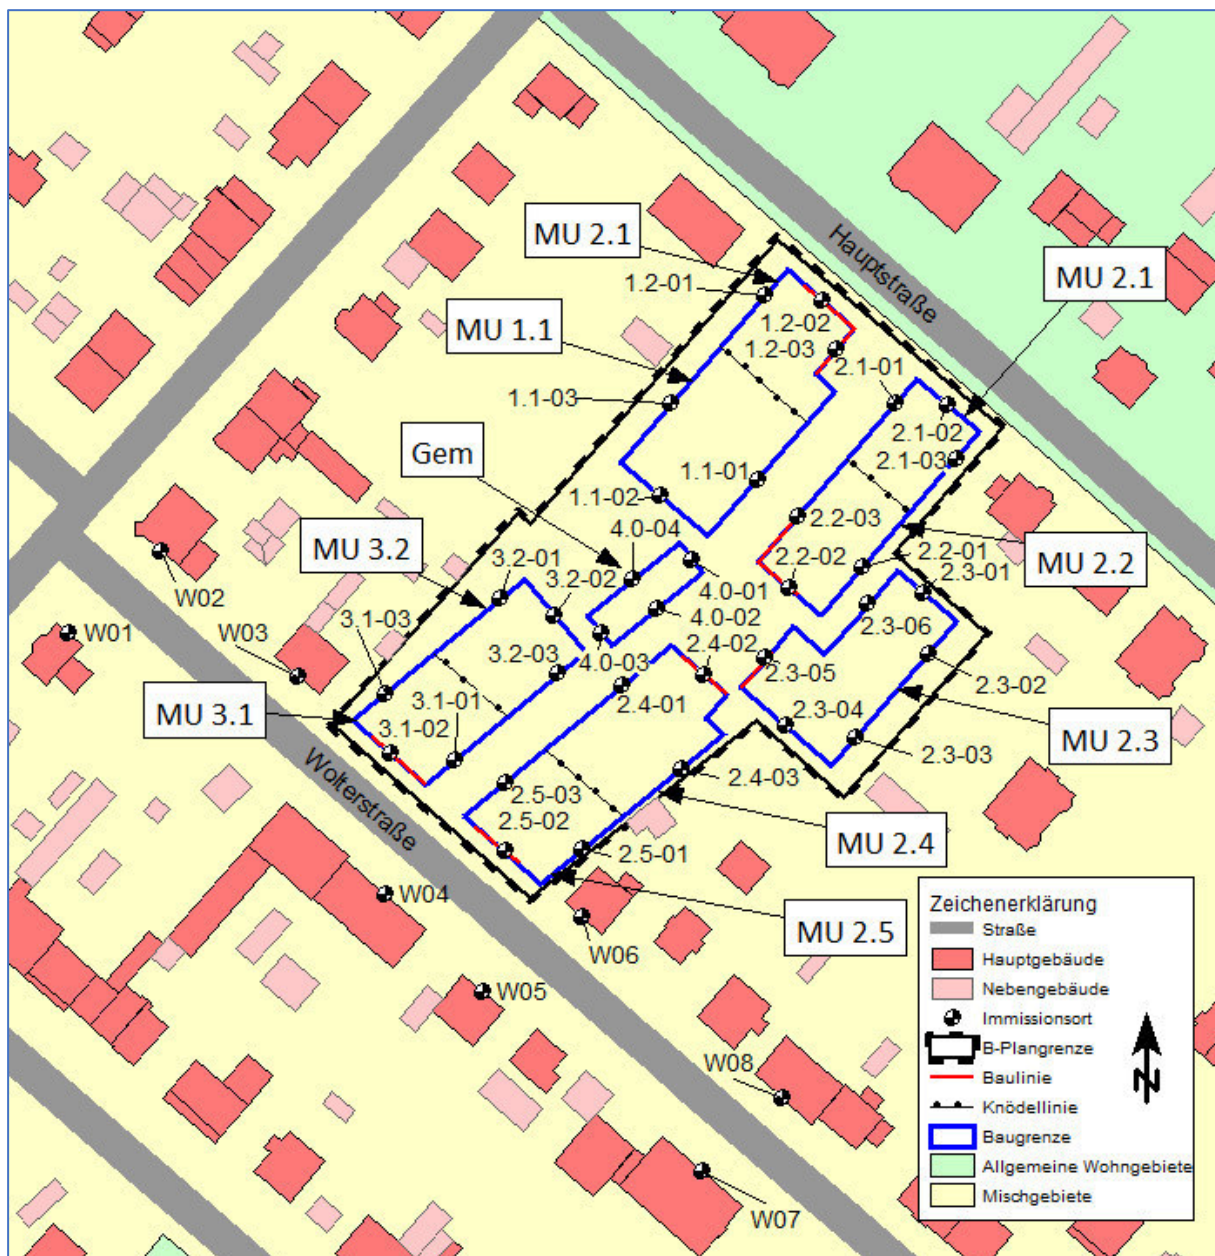 MU 2.1
Hauptstraße
MU 2.1
1.2-01
1.2-02
MU 1.1
1.2-03
2.1-01
1.1-03
2.1-02
Gem
2.1-03
1.1-01
1.1-02
2.2-03
4.0-04
MU 3.2
3.2-01
2.2-02
2.2-01
MU 2.2
3.2-02
2.3-01
4.0-01
W02
4.0-02
3.1-03
2.3-06
W01
W03
2.4-02
3.2-03
4.0-03
2.3-05
2.3-02
MU 3.1
3.1-01
2.4-01
2.3-04
3.1-02
MU 2.3
2.3-03
Wolterstraße
2.4-03
2.5-03
2.5-02
MU 2.4
2.5-01
W04
MU 2.5
W06
W05
W08
W07
Zeichenerklärung
Straße
Hauptgebäude
Nebengebäude
Immissionsort
B-Plangrenze
Baulinie
N
Knödellinie
Baugrenze
Allgemeine Wohngebiete
Mischgebiete